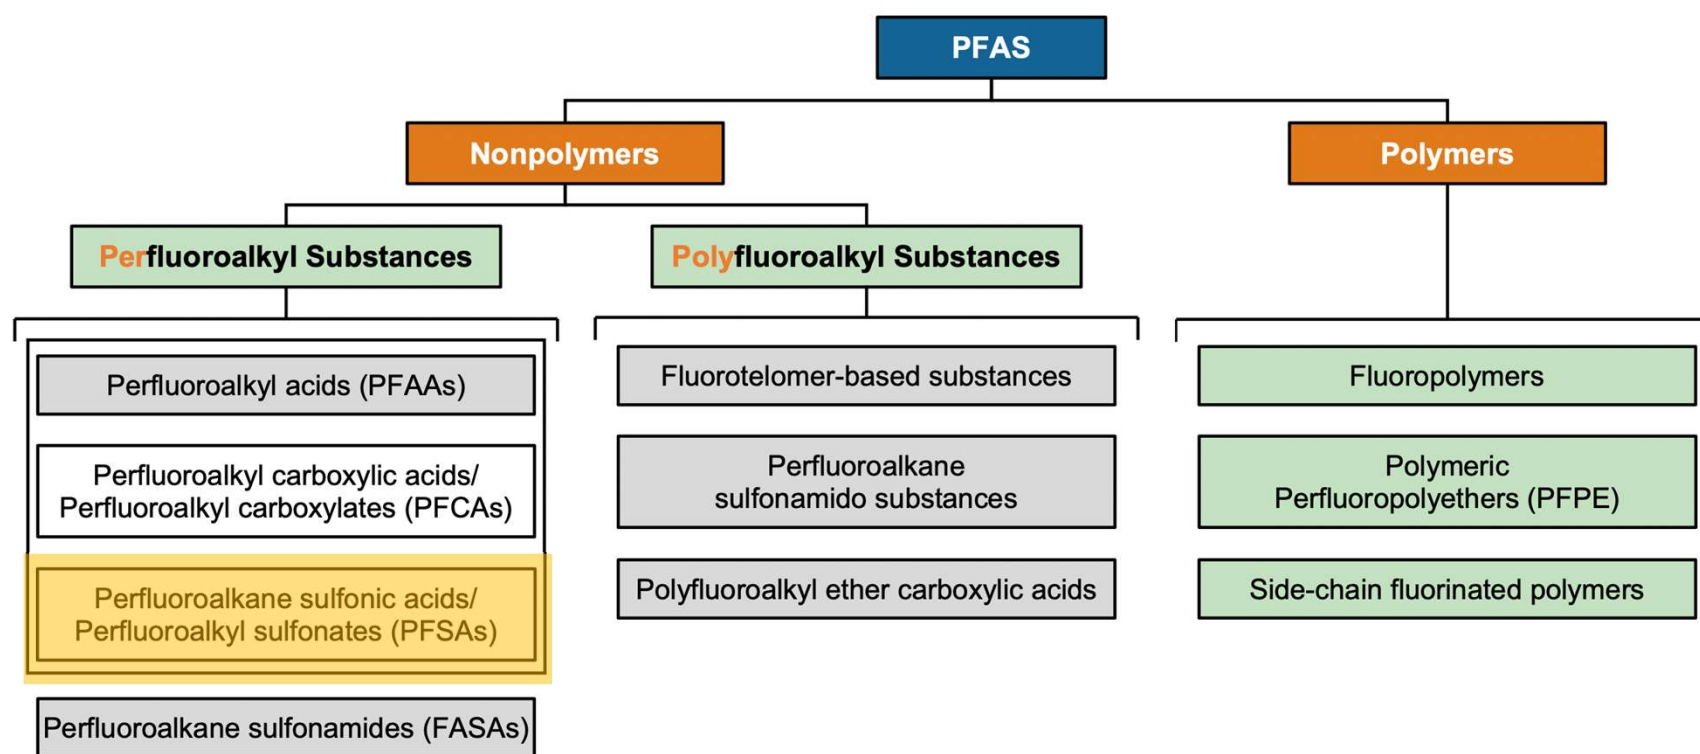 PFAS
Nonpolymers
Polymers
Perfluoroalkyl Substances
Polyfluoroalkyl Substances
Perfluoroalkyl acids (PFAAs)
Perfluoroalkyl carboxylic acids/
Perfluoroalkyl carboxylates (PFCAs)
Perfluoroalkane sulfonic acids/
Perfluoroalkyl sulfonates (PFSAs)
Perfluoroalkane sulfonamides (FASAs)
Fluorotelomer-based substances
Perfluoroalkane
sulfonamido substances
Polyfluoroalkyl ether carboxylic acids
Fluoropolymers
Polymeric
Perfluoropolyethers (PFPE)
Side-chain fluorinated polymers